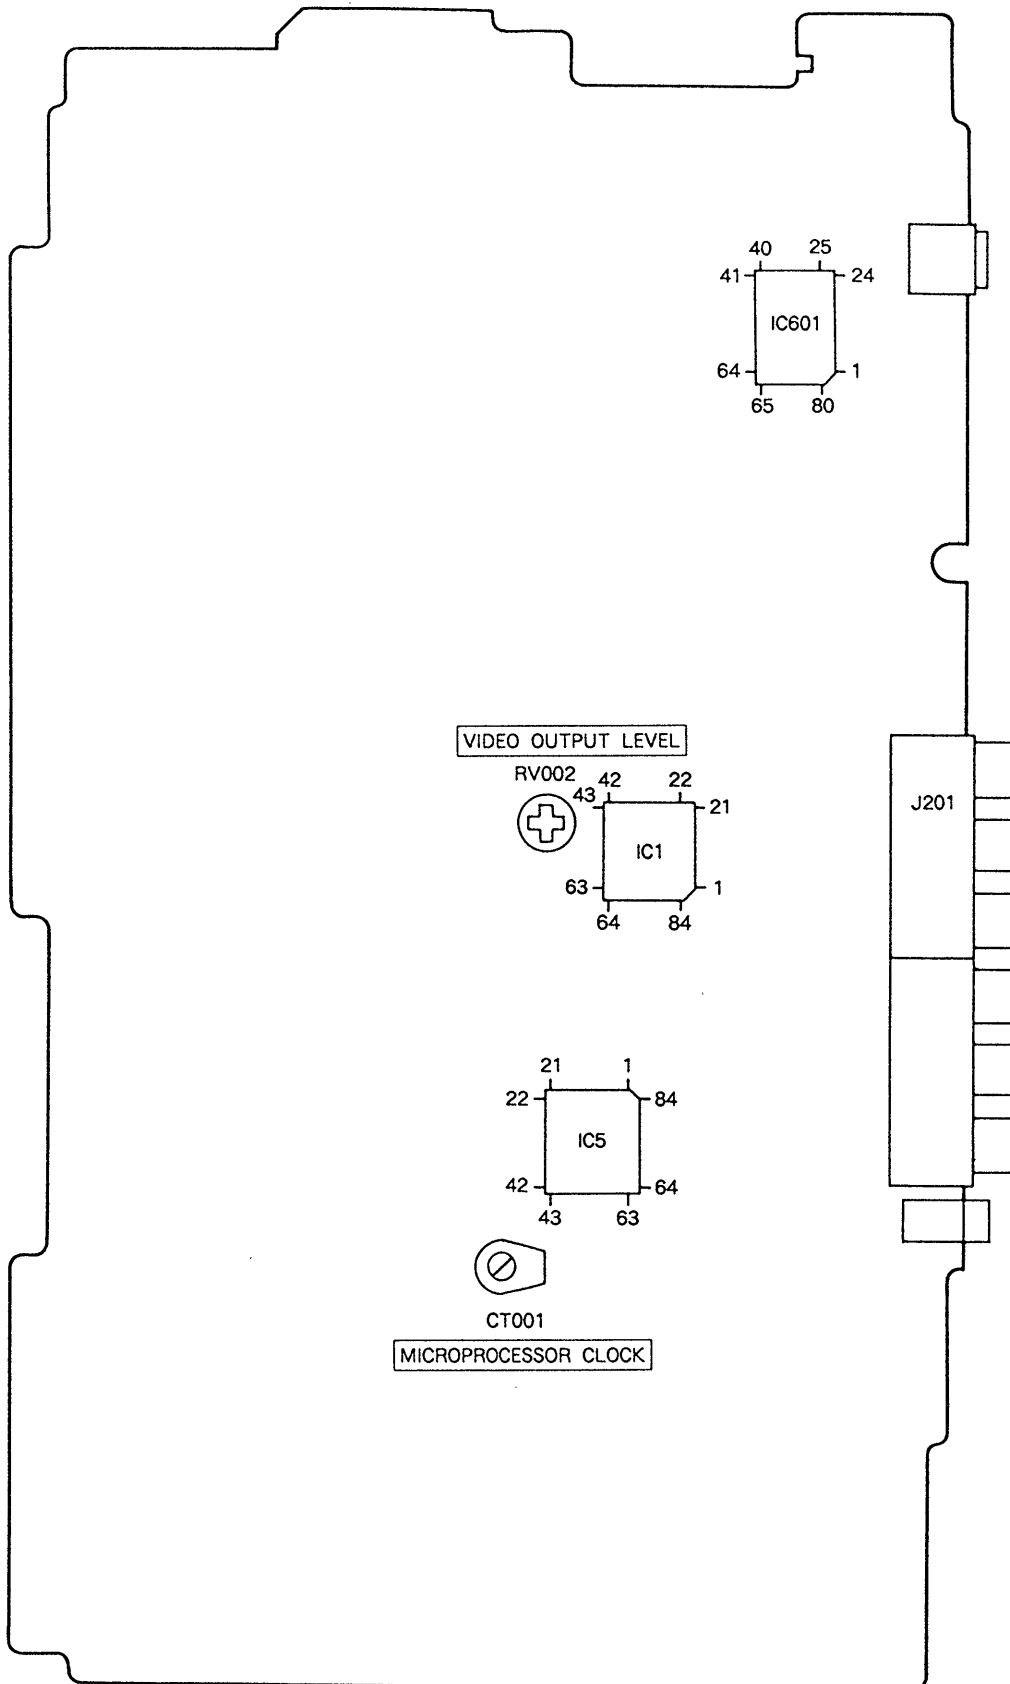 40 25
41 24
IC601
64 1
65 80
VIDEO OUTPUT LEVEL
RV002
42 22
43 21
J201
IC1
63 1
64 84
21 1
22 84
IC5
42 64
43 63
CT001
MICROPROCESSOR CLOCK